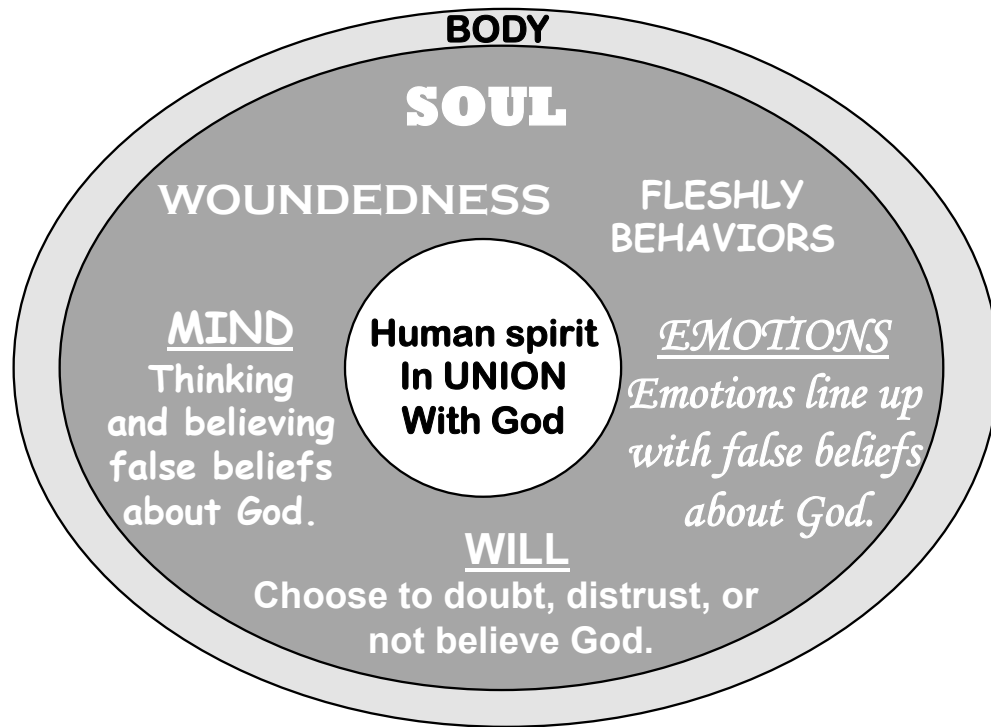 BODY
SOUL
WOUNDEDNESS
FLESHLY
BEHAVIORS
MIND
Thinking
and believing
false beliefs
about God.
Human spirit
In UNION
With God
EMOTIONS
Emotions line up
with false beliefs
about God.
WILL
Choose to doubt, distrust, or
not believe God.